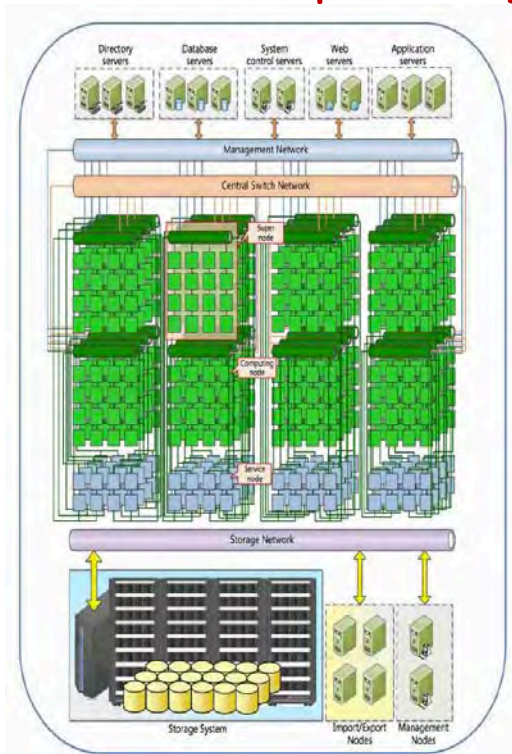 Directory
servers
Database
servers
System
control servers
Web
servers
Application
servers
Management Network
Central Switch Network
Super
node
Computing
node
Service
node
Storage Network
Storage System
Import/Export
Nodes
Management
Nodes